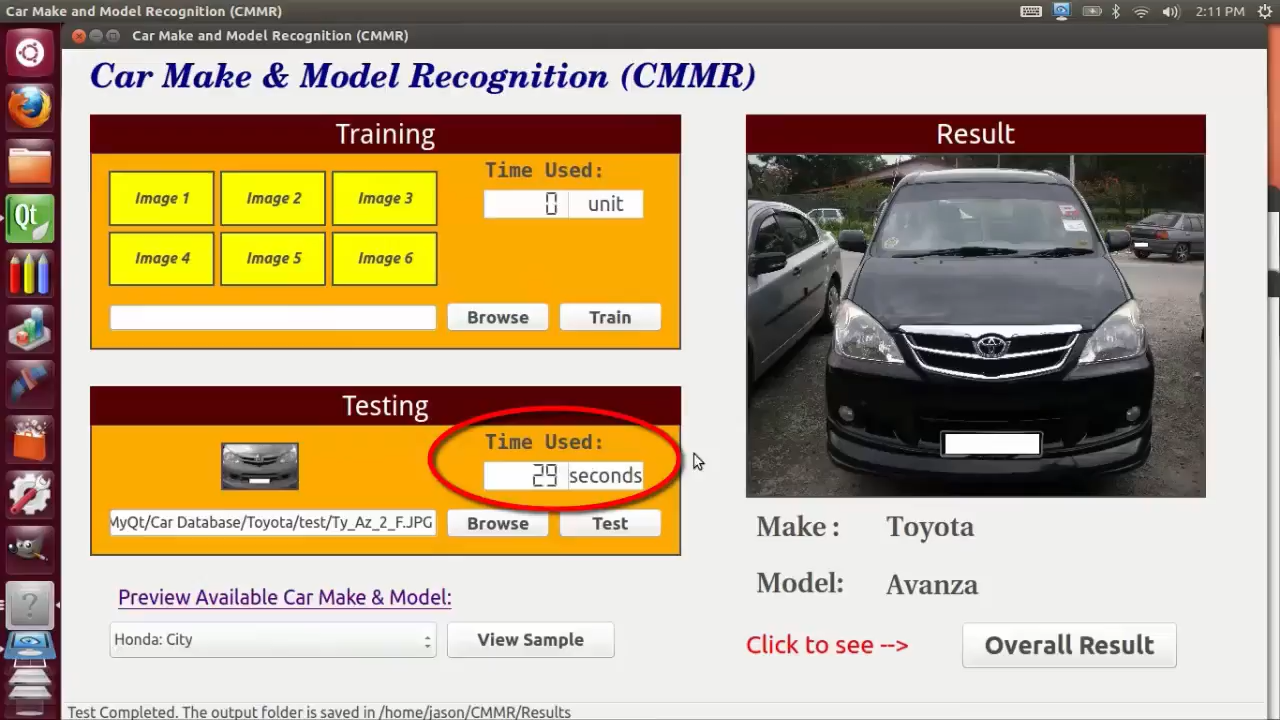 Car Make and Model Recognition (CMMR)
2:11 PM
Car Make and Model Recognition (CMMR)
Car Make & Model Recognition (CMMR)
Training
Image 1
Image 2
Image 3
Image 4
Image 5
Image 6
Time Used:
0 unit
Browse
Train
Testing
Time Used:
29 seconds
MyQt/Car Database/Toyota/test/Ty_Az_2_F.JPG
Browse
Test
Preview Available Car Make & Model:
Honda: City
View Sample
Result
Make : Toyota
Model: Avanza
Click to see -->
Overall Result
Test Completed. The output folder is saved in /home/jason/CMMR/Results
Qt